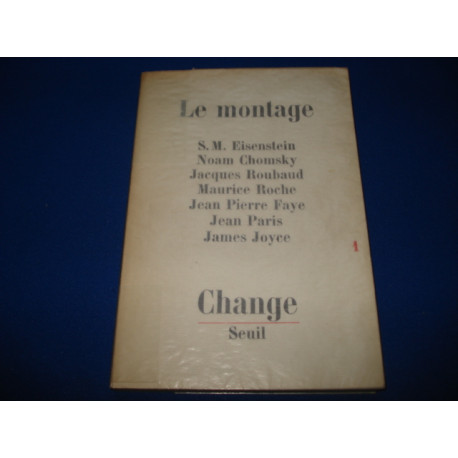 Le montage
S. M. Eisenstein
Noam Chomsky
Jacques Roubaud
Maurice Roche
Jean Pierre Faye
Jean Paris
James Joyce
1
Change
Seuil